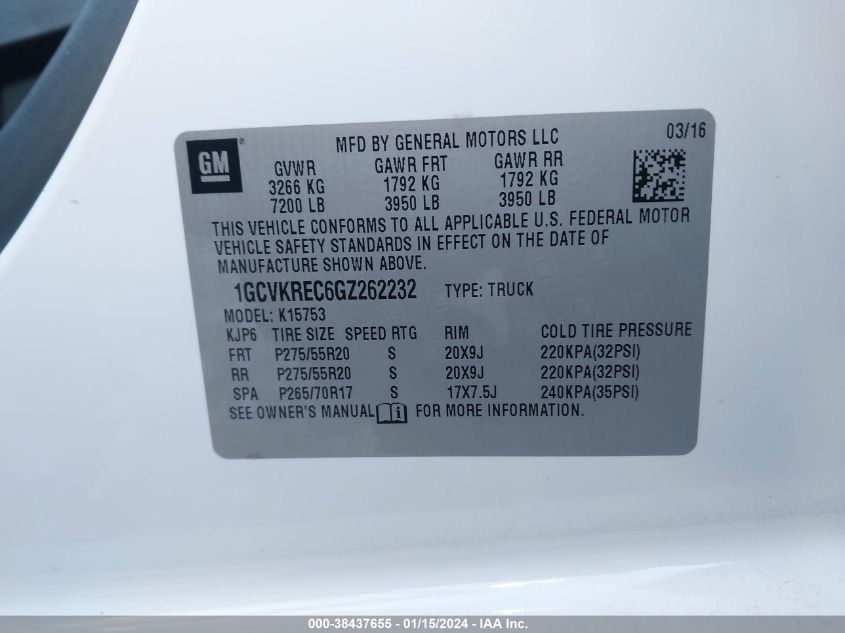 GM ®
MFD BY GENERAL MOTORS LLC 03/16
GVWR GAWR FRT GAWR RR
3266 KG 1792 KG 1792 KG
7200 LB 3950 LB 3950 LB
THIS VEHICLE CONFORMS TO ALL APPLICABLE U.S. FEDERAL MOTOR
VEHICLE SAFETY STANDARDS IN EFFECT ON THE DATE OF
MANUFACTURE SHOWN ABOVE.
1GCVKREC6GZ262232 TYPE: TRUCK
MODEL: K15753
KJP6 TIRE SIZE SPEED RTG RIM COLD TIRE PRESSURE
FRT P275/55R20 S 20X9J 220KPA(32PSI)
RR P275/55R20 S 20X9J 220KPA(32PSI)
SPA P265/70R17 S 17X7.5J 240KPA(35PSI)
SEE OWNER'S MANUAL i FOR MORE INFORMATION.
000-38437655 - 01/15/2024 - IAA Inc.